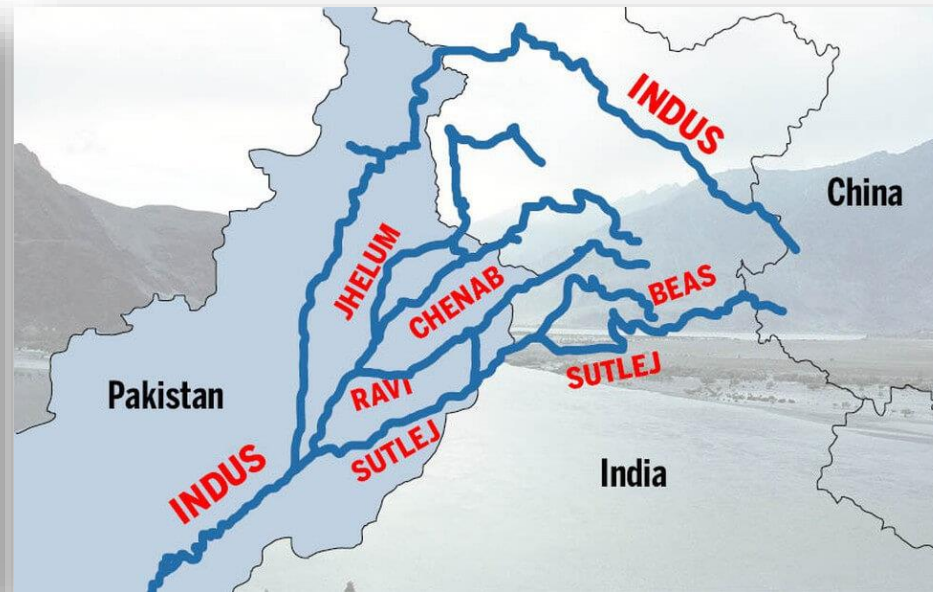 INDUS
China
JHELUM
CHENAB
BEAS
SUTLEJ
Pakistan
RAVI
SUTLEJ
INDUS
India